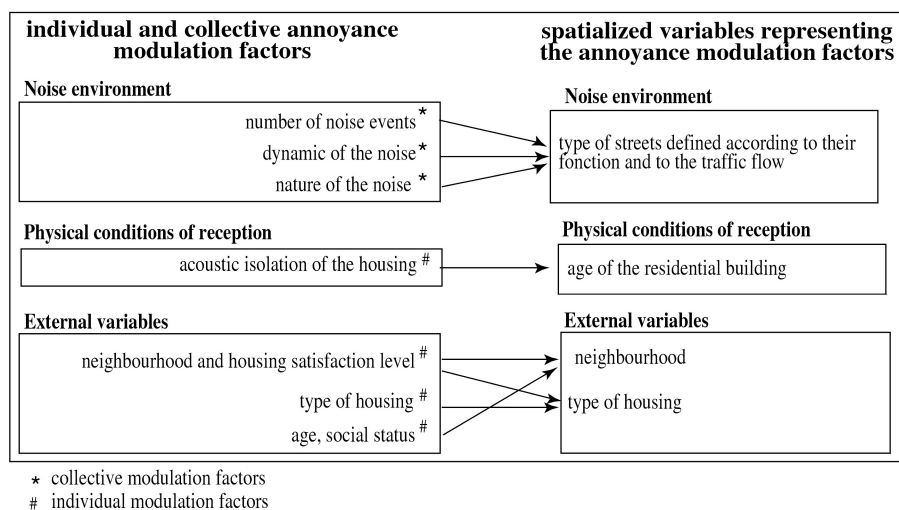 individual and collective annoyance
modulation factors
Noise environment
number of noise events*
dynamic of the noise*
nature of the noise *
Physical conditions of reception
acoustic isolation of the housing #
External variables
neighbourhood and housing satisfaction level #
type of housing #
age, social status #
spatialized variables representing
the annoyance modulation factors
Noise environment
type of streets defined according to their
fonction and to the traffic flow
Physical conditions of reception
age of the residential building
External variables
neighbourhood
type of housing
* collective modulation factors
# individual modulation factors